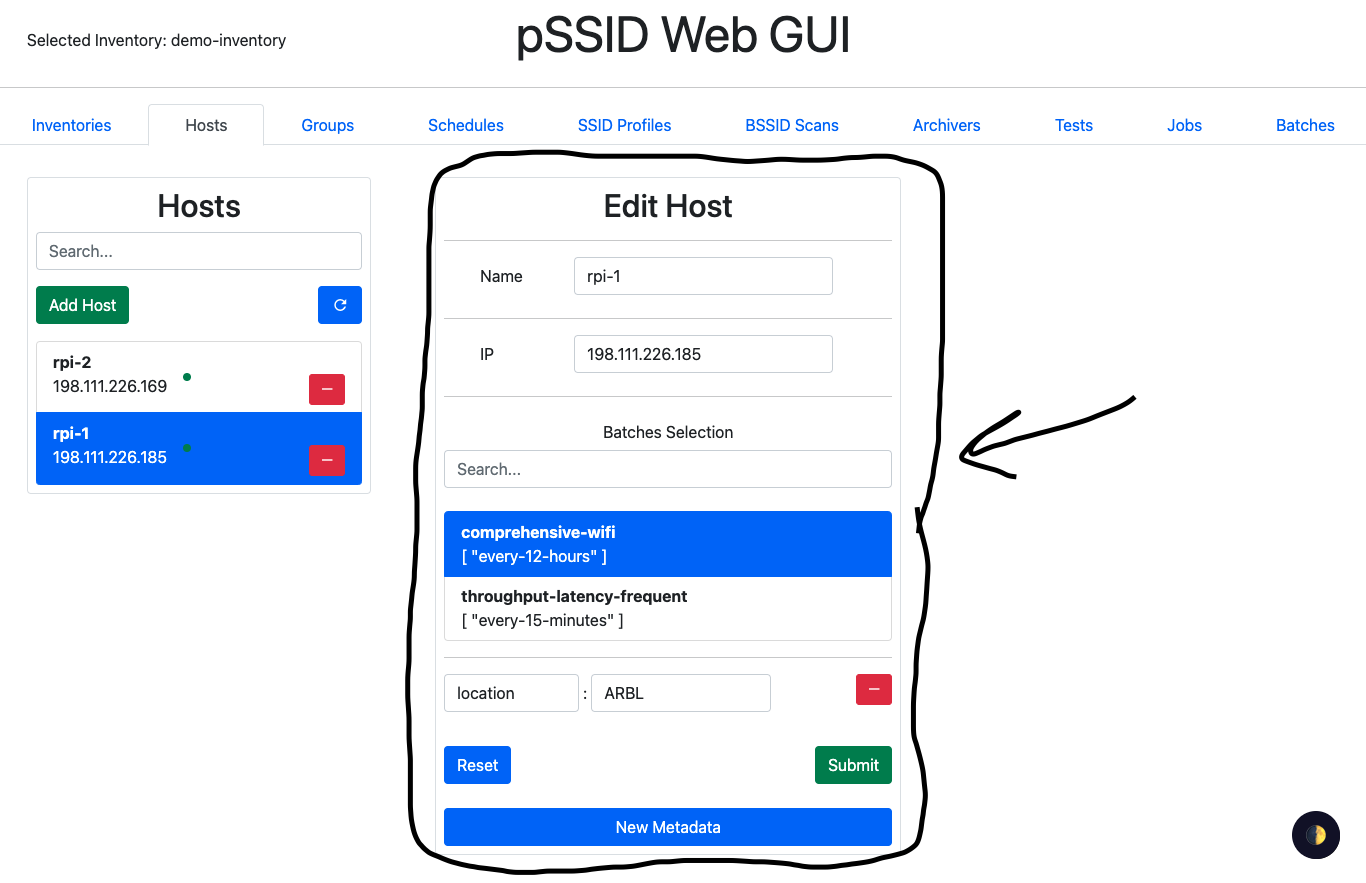 Selected Inventory: demo-inventory
pSSID Web GUI
Inventories Hosts Groups Schedules SSID Profiles BSSID Scans Archivers Tests Jobs Batches
Hosts
Search...
Add Host
rpi-2
198.111.226.169
rpi-1
198.111.226.185
Edit Host
Name rpi-1
IP 198.111.226.185
Batches Selection
Search...
comprehensive-wifi
[ "every-12-hours" ]
throughput-latency-frequent
[ "every-15-minutes" ]
location : ARBL
Reset Submit
New Metadata